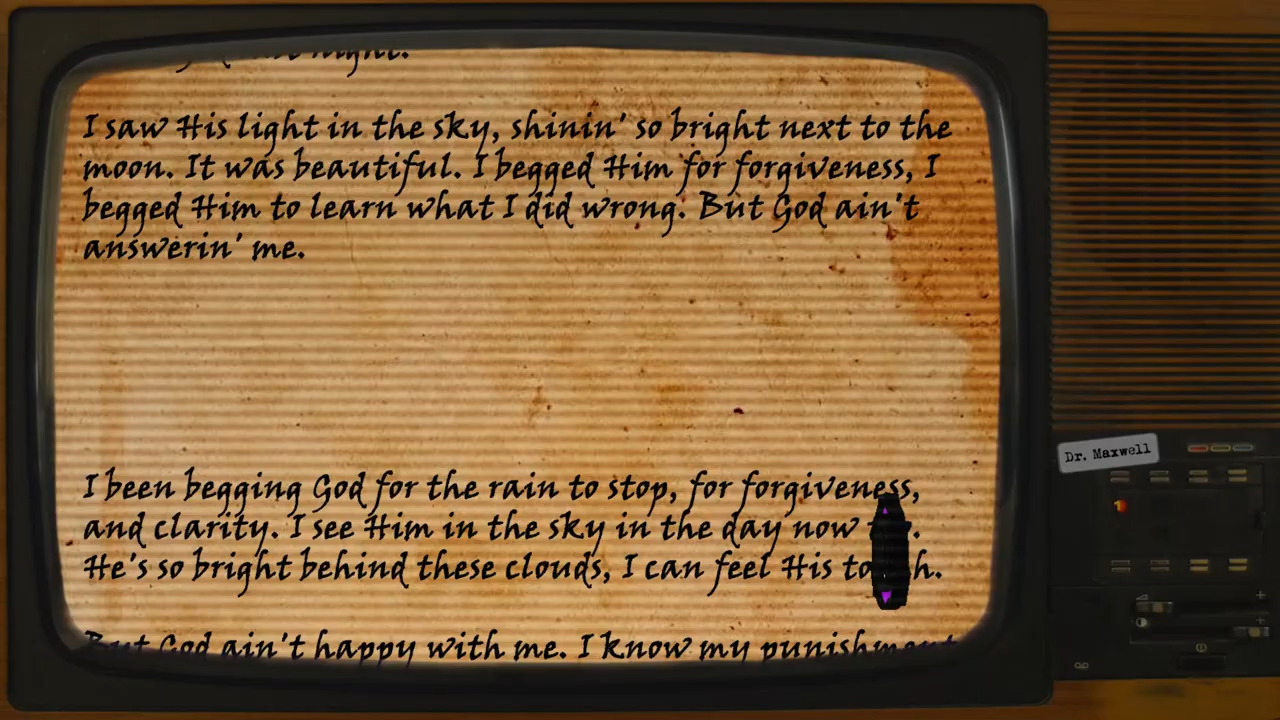 night.
I saw His light in the sky, shinin' so bright next to the
moon. It was beautiful. I begged Him for forgiveness, I
begged Him to learn what I did wrong. But God ain't
answerin' me.
I been begging God for the rain to stop, for forgiveness,
and clarity. I see Him in the sky in the day now
He's so bright behind these clouds, I can feel His
But God ain't happy with me. I know my punishment
Dr. Maxwell